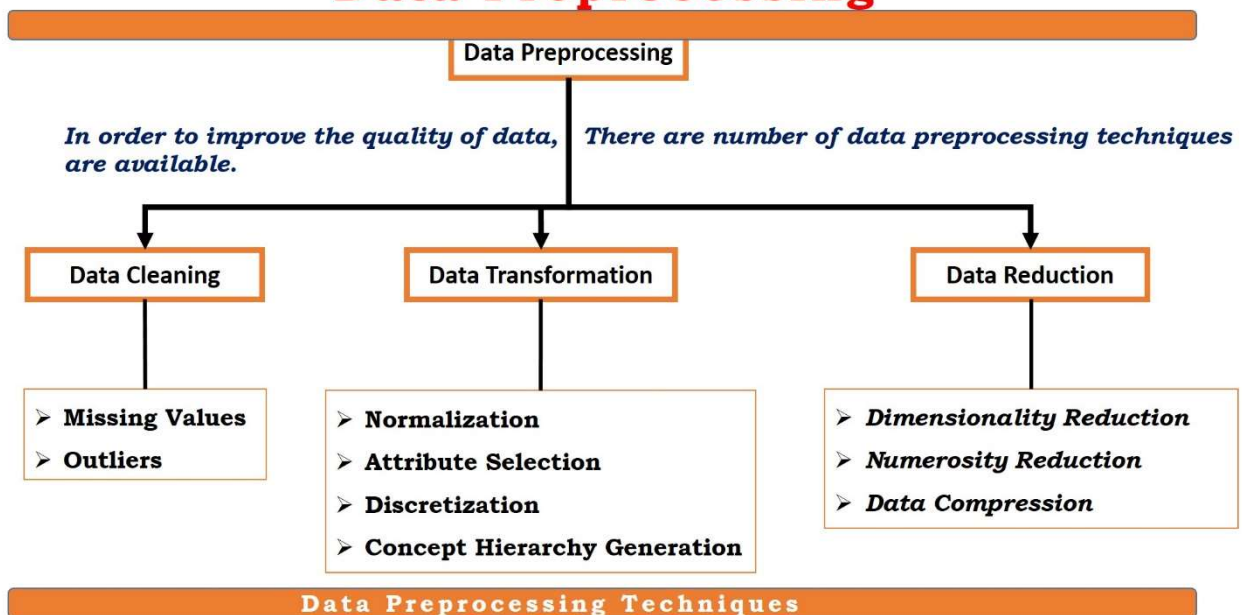 Data Preprocessing
Data Preprocessing
In order to improve the quality of data, There are number of data preprocessing techniques
are available.
Data Cleaning
Data Transformation
Data Reduction
➤ Missing Values
➤ Outliers
➤ Normalization
➤ Attribute Selection
➤ Discretization
➤ Concept Hierarchy Generation
➤ Dimensionality Reduction
➤ Numerosity Reduction
➤ Data Compression
Data Preprocessing Techniques